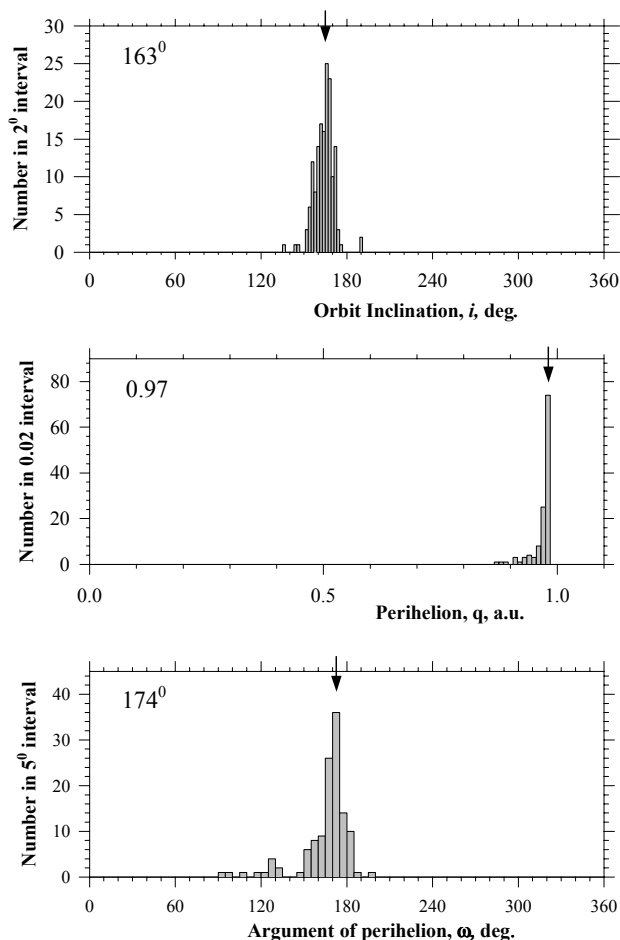 30
163⁰
25
20
15
10
5
0
Number in 2⁰ interval
0 60 120 180 240 300 360
Orbit Inclination, i, deg.
80
0.97
60
40
20
0
Number in 0.02 interval
0.0 0.5 1.0
Perihelion, q, a.u.
40
174⁰
30
20
10
0
Number in 5⁰ interval
0 60 120 180 240 300 360
Argument of perihelion, ω, deg.